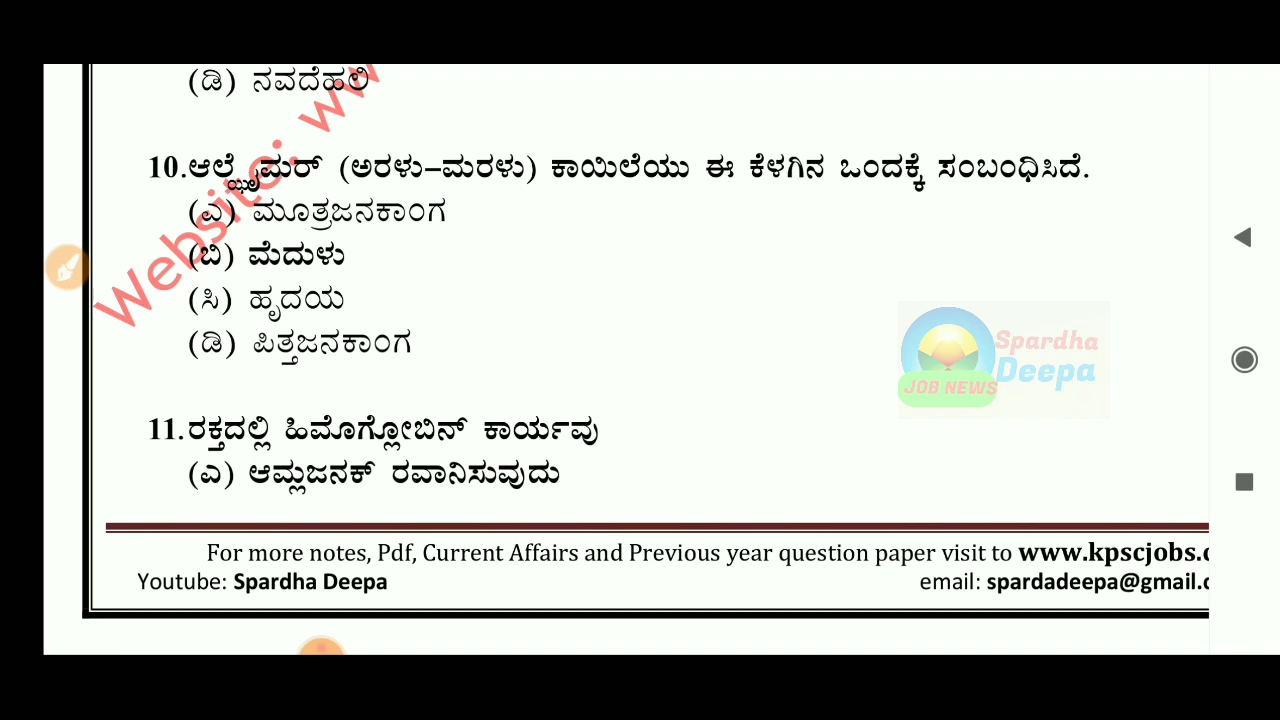 (ಡಿ) ನವದೆಹಲಿ
10.ಆಲ್ಝೈಮರ್ (ಅರಳು–ಮರಳು) ಕಾಯಿಲೆಯು ಈ ಕೆಳಗಿನ ಒಂದಕ್ಕೆ ಸಂಬಂಧಿಸಿದೆ.
(ಎ) ಮೂತ್ರಜನಕಾಂಗ
(ಬಿ) ಮೆದುಳು
(ಸಿ) ಹೃದಯ
(ಡಿ) ಪಿತ್ತಜನಕಾಂಗ
Website: ww
Spardha
Deepa
JOB NEWS
11.ರಕ್ತದಲ್ಲಿ ಹಿಮೊಗ್ಲೋಬಿನ್ ಕಾರ್ಯವು
(ಎ) ಆಮ್ಲಜನಕ್ ರವಾನಿಸುವುದು
For more notes, Pdf, Current Affairs and Previous year question paper visit to www.kpscjobs.c
Youtube: Spardha Deepa email: spardadeepa@gmail.c